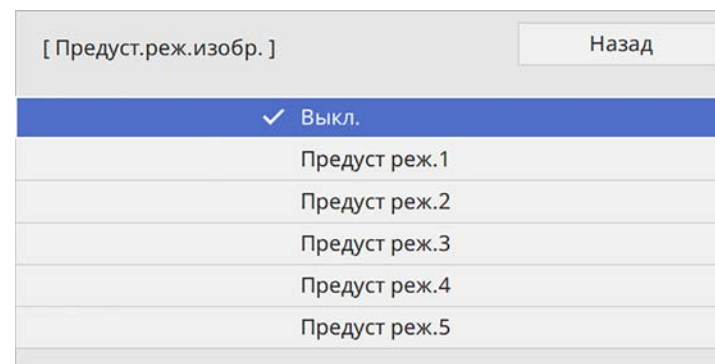 [ Предуст.реж.изобр. ] Назад
Выкл.
Предуст реж.1
Предуст реж.2
Предуст реж.3
Предуст реж.4
Предуст реж.5